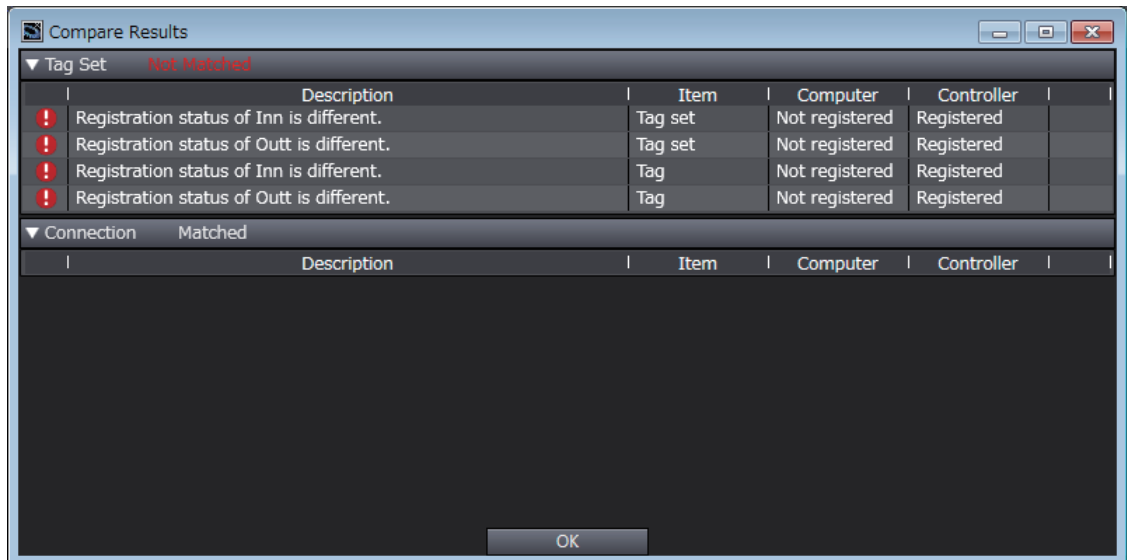 Compare Results
Tag Set Not Matched
Description Item Computer Controller
Registration status of Inn is different. Tag set Not registered Registered
Registration status of Outt is different. Tag set Not registered Registered
Registration status of Inn is different. Tag Not registered Registered
Registration status of Outt is different. Tag Not registered Registered
Connection Matched
Description Item Computer Controller
OK